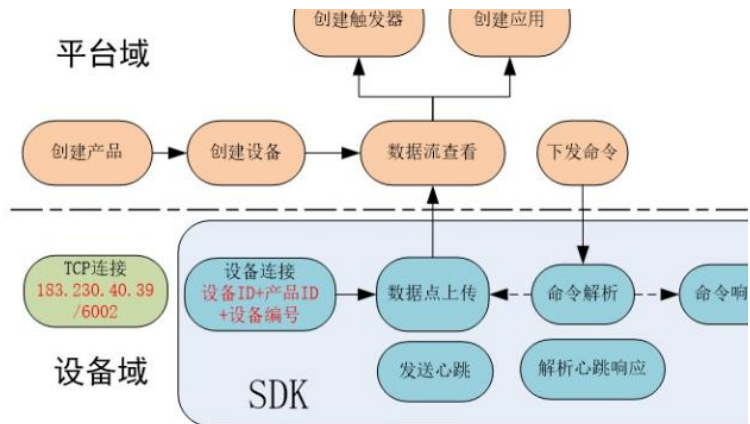 创建触发器
创建应用
平台域
创建产品
创建设备
数据流查看
下发命令
TCP连接
183.230.40.39
/6002
设备连接
设备ID+产品ID
+设备编号
数据点上传
命令解析
命令响
发送心跳
解析心跳响应
设备域
SDK